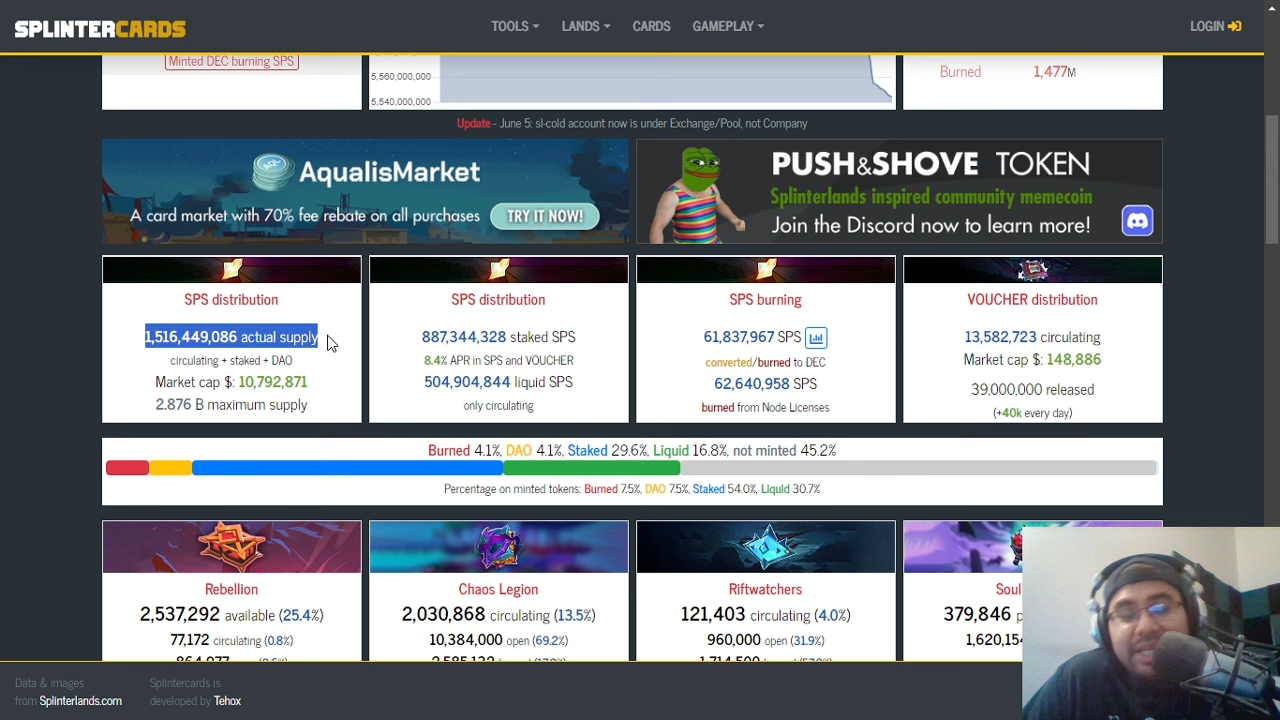 SPLINTERCARDS
TOOLS
LANDS
CARDS
GAMEPLAY
LOGIN
Minted DEC burning SPS
5,560,000,000
5,540,000,000
Burned 1,477M
Update - June 5: sl-cold account now is under Exchange/Pool, not Company
AqualisMarket
A card market with 70% fee rebate on all purchases
TRY IT NOW!
PUSH&SHOVE TOKEN
Splinterlands inspired community memecoin
Join the Discord now to learn more!
SPS distribution
1,516,449,086 actual supply
circulating + staked + DAO
Market cap $: 10,792,871
2.876 B maximum supply
SPS distribution
887,344,328 staked SPS
8.4% APR in SPS and VOUCHER
504,904,844 liquid SPS
only circulating
SPS burning
61,837,967 SPS
converted/burned to DEC
62,640,958 SPS
burned from Node Licenses
VOUCHER distribution
13,582,723 circulating
Market cap $: 148,886
39,000,000 released
(+40k every day)
Burned 4.1%, DAO 4.1%, Staked 29.6%, Liquid 16.8%, not minted 45.2%
Percentage on minted tokens: Burned 7.5%, DAO 7.5%, Staked 54.0%, Liquid 30.7%
Rebellion
2,537,292 available (25.4%)
77,172 circulating (0.8%)
Chaos Legion
2,030,868 circulating (13.5%)
10,384,000 open (69.2%)
Riftwatchers
121,403 circulating (4.0%)
960,000 open (31.9%)
Soul
379,846 p
1,620,154
Data & images
from Splinterlands.com
Splintercards is
developed by Tehox